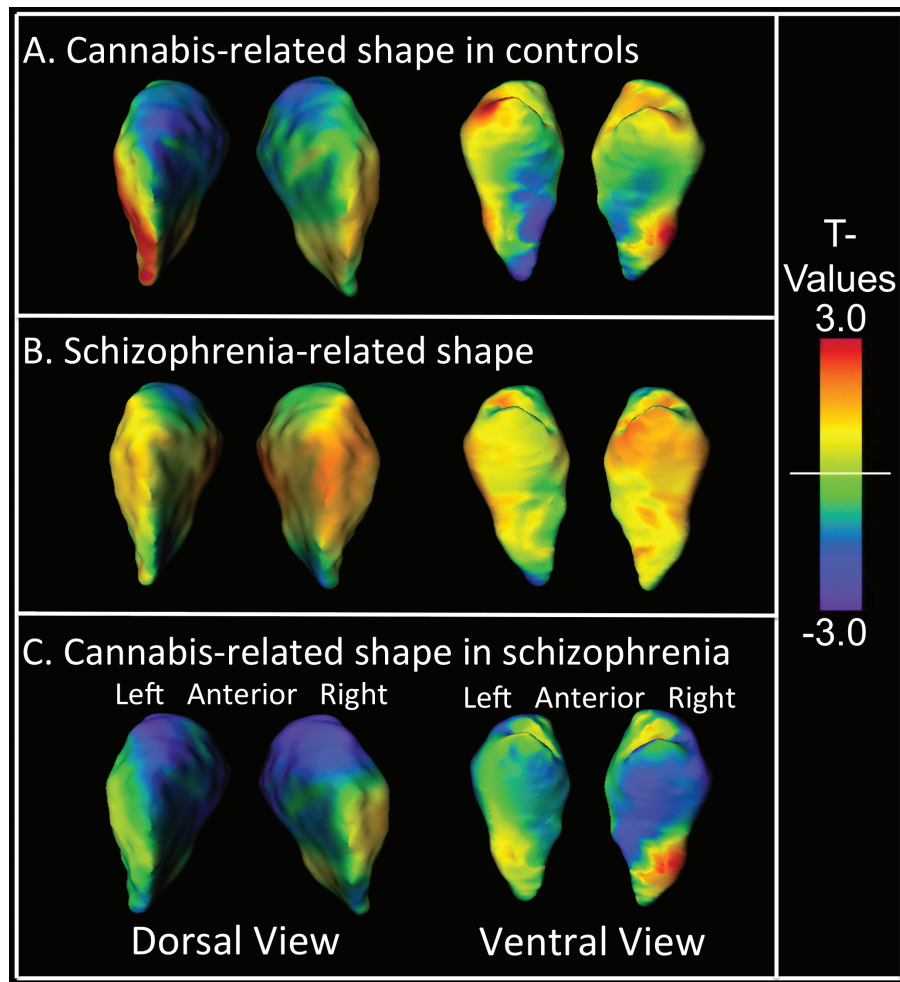 A. Cannabis-related shape in controls
B. Schizophrenia-related shape
C. Cannabis-related shape in schizophrenia
Left Anterior Right
Left Anterior Right
Dorsal View
Ventral View
T-
Values
3.0
-3.0